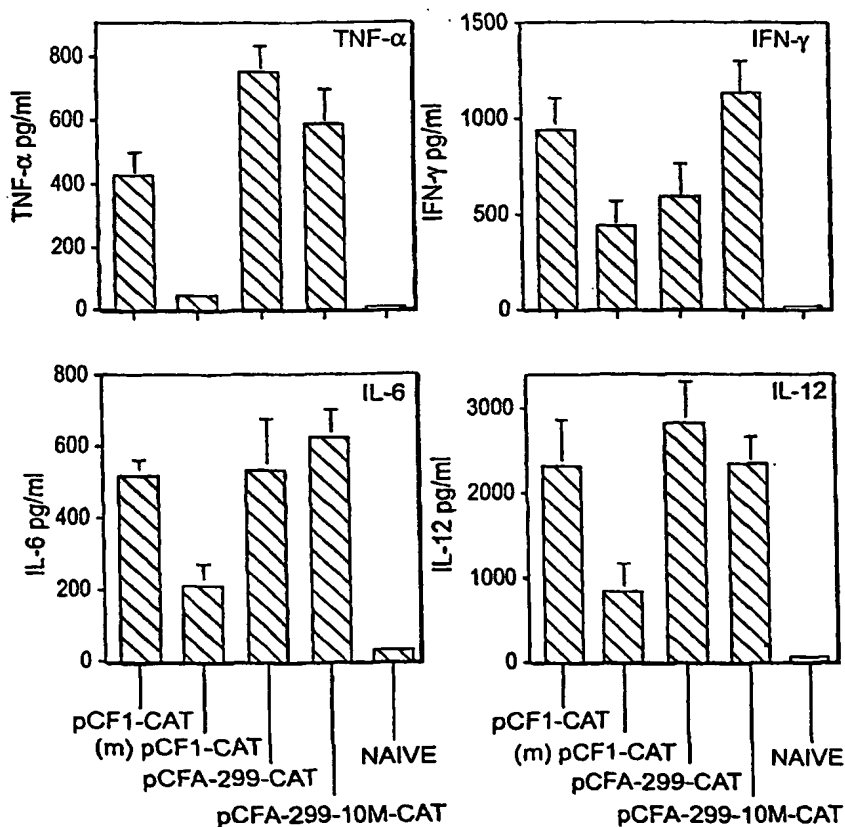 TNF-α
TNF-α pg/ml
800
600
400
200
0
IFN-γ
IFN-γ pg/ml
1500
1000
500
0
IL-6
IL-6 pg/ml
800
600
400
200
0
pCF1-CAT
(m) pCF1-CAT
pCFA-299-CAT
pCFA-299-10M-CAT
NAIVE
IL-12
IL-12 pg/ml
3000
2000
1000
0
pCF1-CAT
(m) pCF1-CAT
pCFA-299-CAT
pCFA-299-10M-CAT
NAIVE